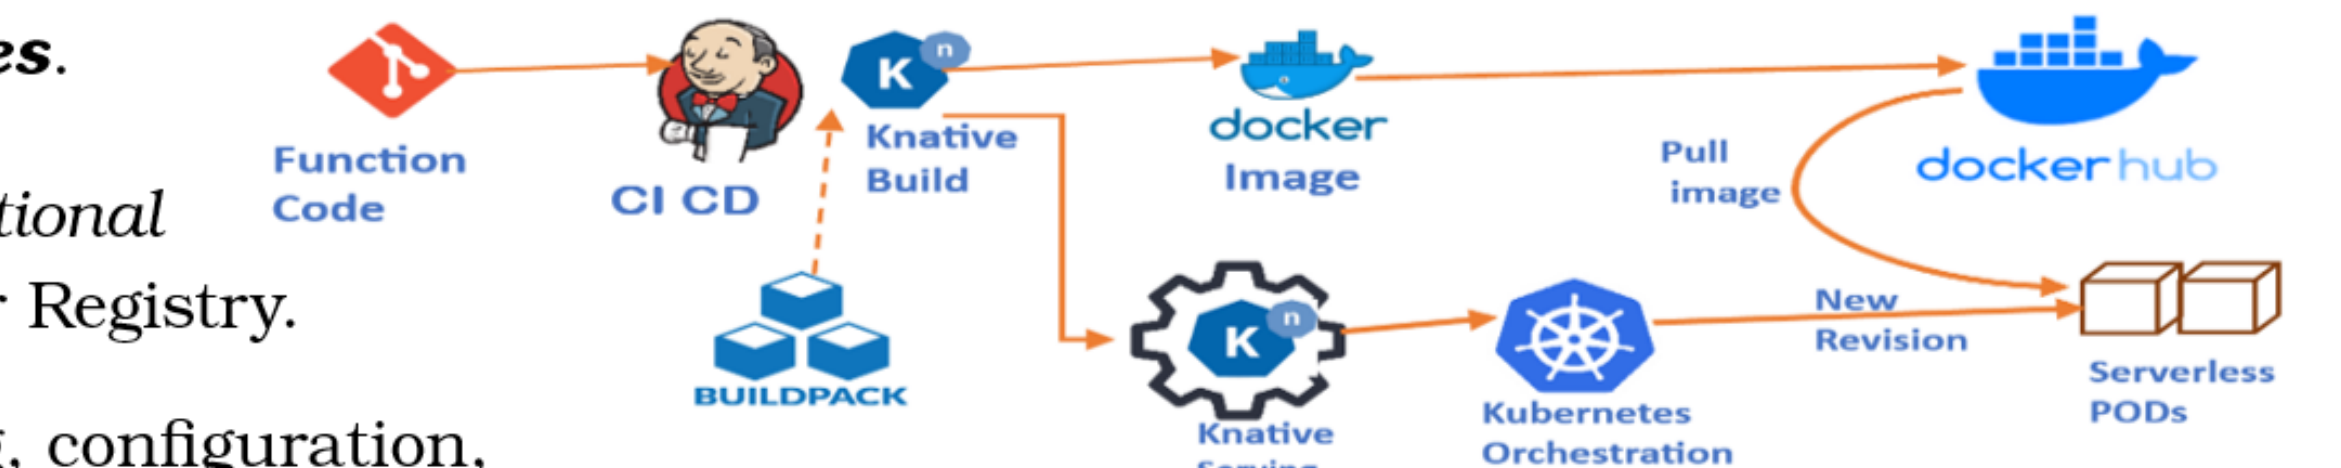 es.
tional
r Registry.
g, configuration,
Function
Code
CI CD
K n
Knative
Build
BUILDPACK
docker
Image
Pull
image
docker hub
K n
Knative
Serving
Kubernetes
Orchestration
New
Revision
Serverless
PODs